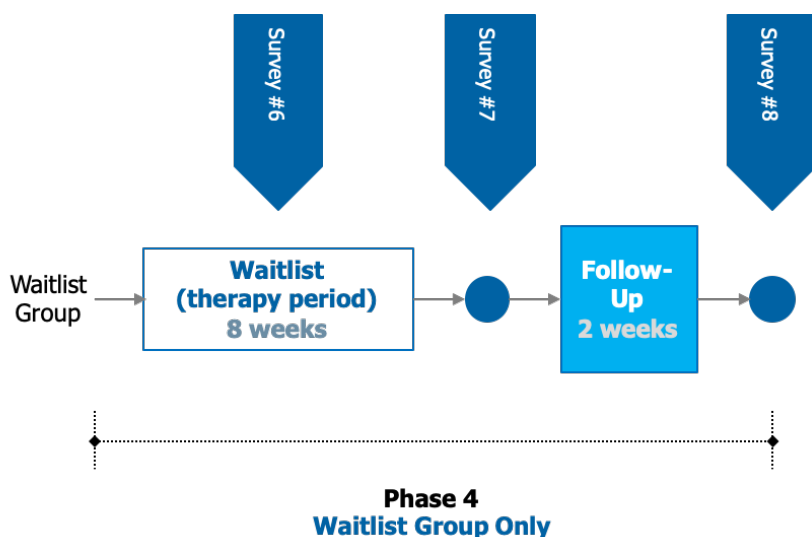 Survey #6
Survey #7
Survey #8
Waitlist
Group
Waitlist
(therapy period)
8 weeks
Follow-
Up
2 weeks
Phase 4
Waitlist Group Only